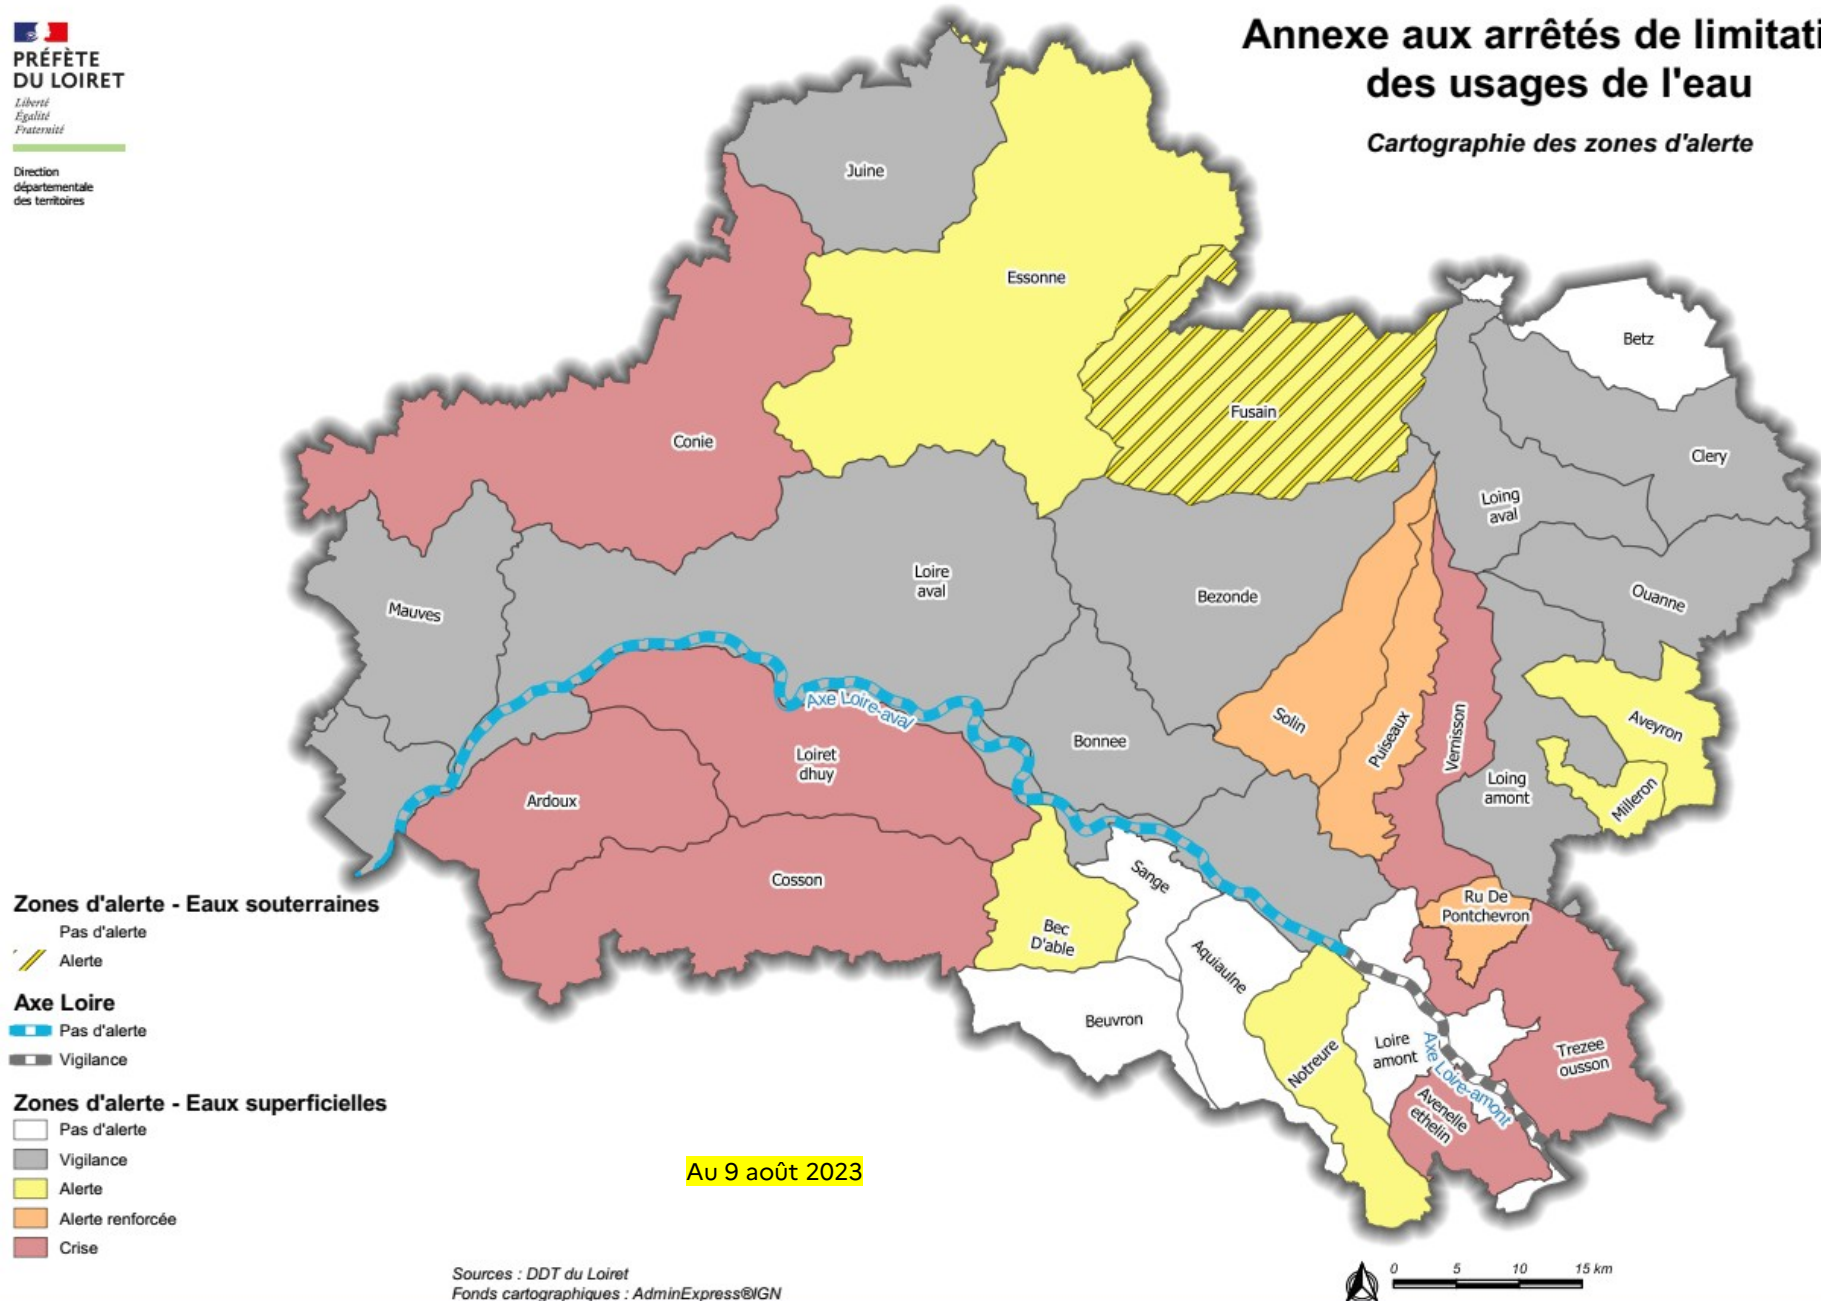 PRÉFÈTE
DU LOIRET
Liberté
Égalité
Fraternité
Direction
départementale
des territoires
Annexe aux arrêtés de limitati
des usages de l'eau
Cartographie des zones d'alerte
Juine
Essonne
Betz
Fusain
Conie
Clery
Loing
aval
Loire
aval
Bezonde
Ouanne
Mauves
Axe Loire-aval
Solin
Puiseaux
Vernisson
Aveyron
Bonnee
Loiret
dhuy
Loing
amont
Milleron
Ardoux
Cosson
Sange
Ru De
Pontchevron
Bec
D'able
Aquiaulne
Beuvron
Notreure
Loire
amont
Axe Loire-amont
Trezee
ousson
Avenelle
ethelin
Zones d'alerte - Eaux souterraines
Pas d'alerte
Alerte
Axe Loire
Pas d'alerte
Vigilance
Zones d'alerte - Eaux superficielles
Pas d'alerte
Vigilance
Alerte
Alerte renforcée
Crise
Au 9 août 2023
Sources : DDT du Loiret
Fonds cartographiques : AdminExpress®IGN
0 5 10 15 km